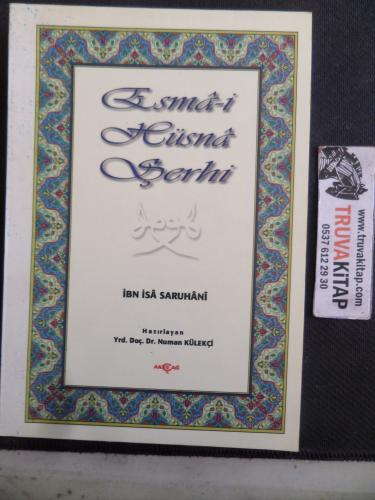 Esmâ-i
Hüsnâ
Şerhi
İBN İSÂ SARUHÂNÎ
Hazırlayan
Yrd. Doç. Dr. Numan KÜLEKÇİ
AKÇAĞ
www.truvakitap.com
TRUVAKiTAP
0537 612 29 30